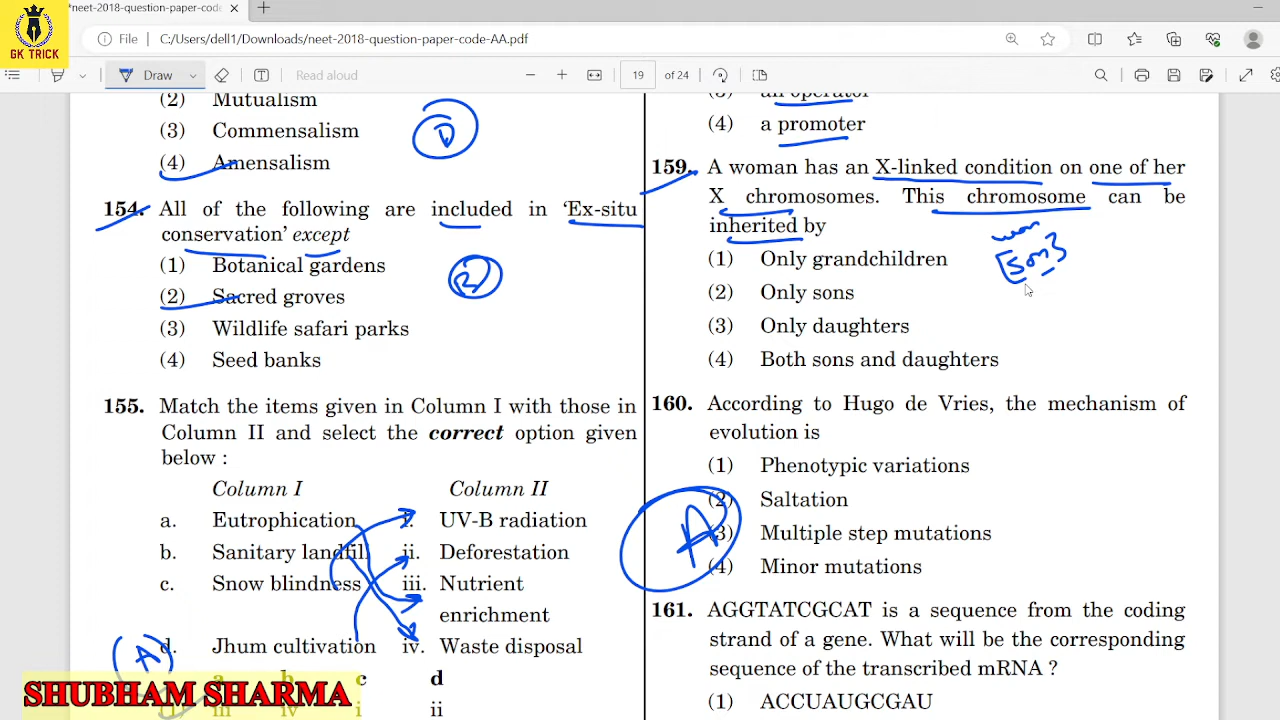 GK TRICK
neet-2018-question-paper-code-
File
C:/Users/dell1/Downloads/neet-2018-question-paper-code-AA.pdf
Draw
Read aloud
19
of 24
(2) Mutualism
(3) Commensalism
(4) Amensalism
D
154. All of the following are included in 'Ex-situ
conservation' excep
(1) Botanical gardens
(2) Sacred groves
(3) Wildlife safari parks
(4) Seed banks
B
155. Match the items given in Column I with those in
Column II and select the correct option given
below :
Column I Column II
a. Eutrophication i. UV-B radiation
b. Sanitary landfill ii. Deforestation
c. Snow blindness iii. Nutrient
enrichment
d. Jhum cultivation iv. Waste disposal
A
a b c d
(1) iii iv i ii
SHUBHAM SHARMA
(3) an operator
(4) a promoter
159. A woman has an X-linked condition on one of her
X chromosomes. This chromosome can be
inherited by
(1) Only grandchildren
(2) Only sons
(3) Only daughters
(4) Both sons and daughters
son
160. According to Hugo de Vries, the mechanism of
evolution is
(1) Phenotypic variations
(2) Saltation
(3) Multiple step mutations
(4) Minor mutations
A
161. AGGTATCGCAT is a sequence from the coding
strand of a gene. What will be the corresponding
sequence of the transcribed mRNA ?
(1) ACCUAUGCGAU